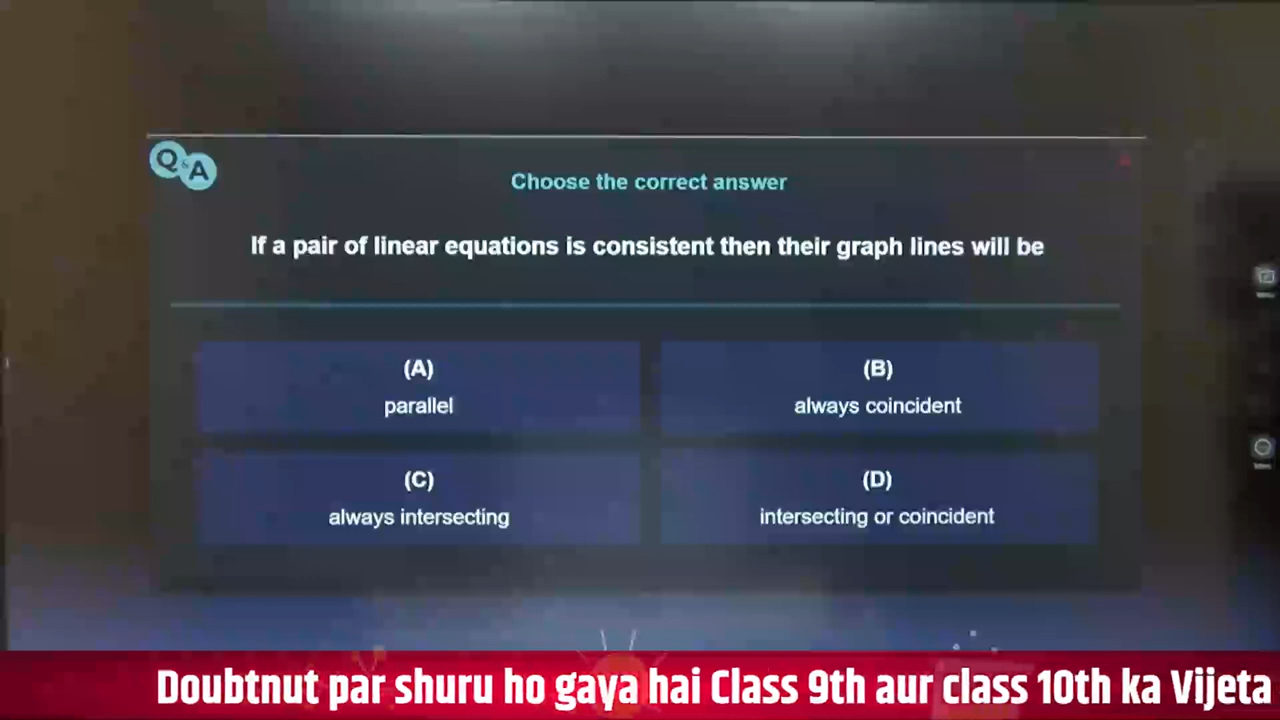 Q&A
Choose the correct answer
If a pair of linear equations is consistent then their graph lines will be
(A)
parallel
(B)
always coincident
(C)
always intersecting
(D)
intersecting or coincident
Doubtnut par shuru ho gaya hai Class 9th aur class 10th ka Vijeta